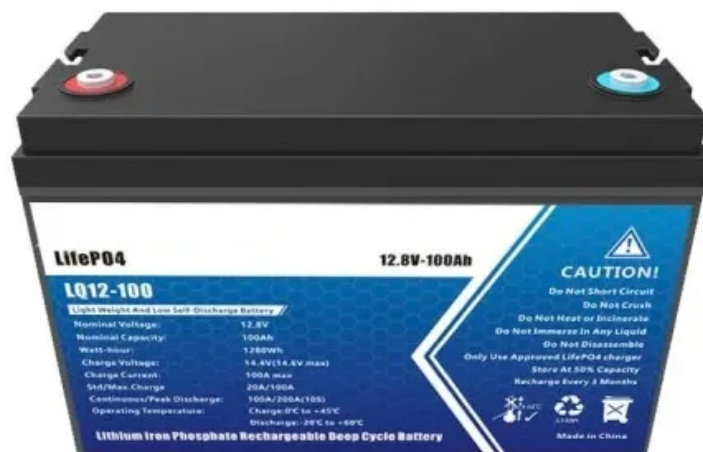 LifePO4
12.8V-100Ah
LQ12-100
Light Weight And Low Self-Discharge Battery
Nominal Voltage: 12.8V
Nominal Capacity: 100Ah
Watt-hour: 1280Wh
Charge Voltage: 14.4V(14.6V max)
Charge Current: 100A max
Std/Max.Charge 20A/100A
Continuous/Peak Discharge: 100A/200A(10S)
Operating Temperature: Charge:0℃ to +45℃
Discharge:-20℃ to +60℃
Lithium Iron Phosphate Rechargeable Deep Cycle Battery
CAUTION!
Do Not Short Circuit
Do Not Crush
Do Not Heat or Incinerate
Do Not Immerse In Any Liquid
Do Not Disassemble
Only Use Approved LifePO4 charger
Store At 50% Capacity
Recharge Every 3 Months
Li-ion
Made in China